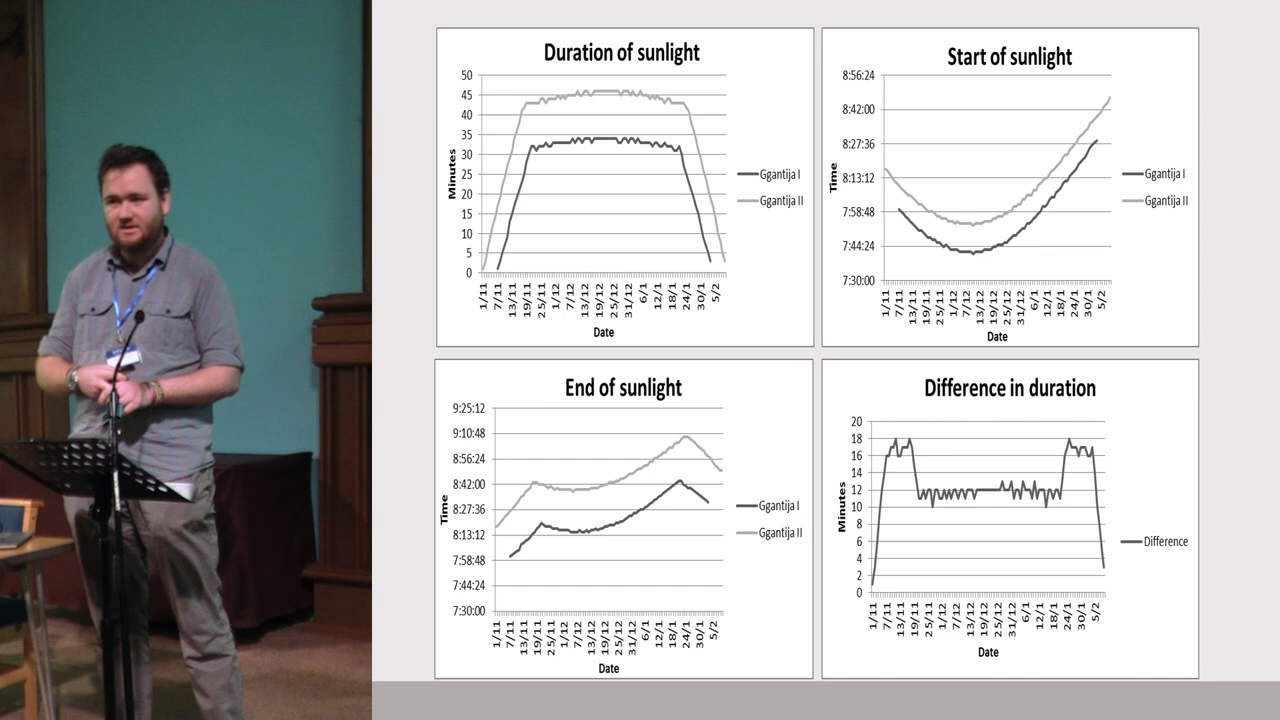 Duration of sunlight
50
45
40
35
30
25
20
15
10
5
0
Minutes
Ggantija I
Ggantija II
1/11 7/11 13/11 19/11 25/11 1/12 7/12 13/12 19/12 25/12 31/12 6/1 12/1 18/1 24/1 30/1 5/2
Date
Start of sunlight
8:56:24
8:42:00
8:27:36
8:13:12
7:58:48
7:44:24
7:30:00
Time
Ggantija I
Ggantija II
1/11 7/11 13/11 19/11 25/11 1/12 7/12 13/12 19/12 25/12 31/12 6/1 12/1 18/1 24/1 30/1 5/2
Date
End of sunlight
9:25:12
9:10:48
8:56:24
8:42:00
8:27:36
8:13:12
7:58:48
7:44:24
7:30:00
Time
Ggantija I
Ggantija II
1/11 7/11 13/11 19/11 25/11 1/12 7/12 13/12 19/12 25/12 31/12 6/1 12/1 18/1 24/1 30/1 5/2
Date
Difference in duration
20
18
16
14
12
10
8
6
4
2
0
Minutes
Difference
1/11 7/11 13/11 19/11 25/11 1/12 7/12 13/12 19/12 25/12 31/12 6/1 12/1 18/1 24/1 30/1 5/2
Date